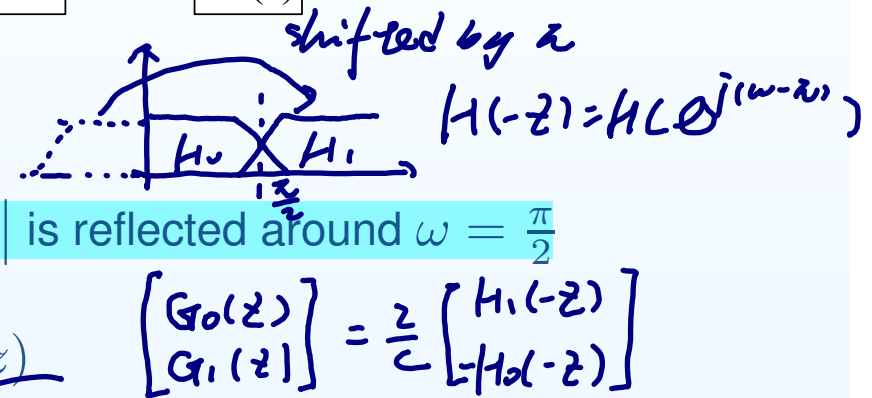 shifted by π
H(-z)=H(e^{j(ω-π)})
H₀ H₁
π/2
is reflected around ω = π/2
[G₀(z)] = 2/C [H₁(-z)]
[G₁(z)] [-H₀(-z)]
z)